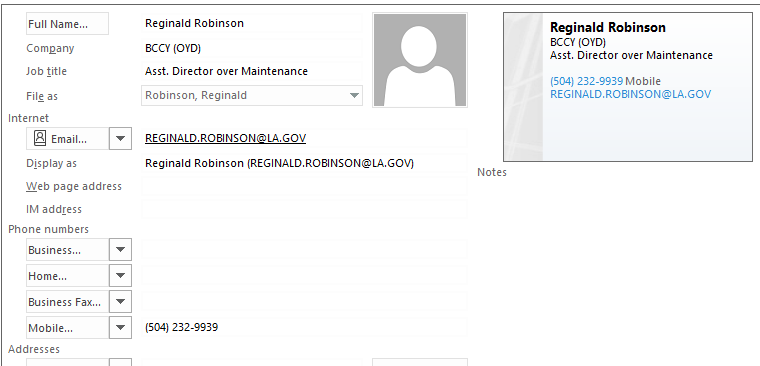 Full Name... Reginald Robinson
Company BCCY (OYD)
Job title Asst. Director over Maintenance
File as Robinson, Reginald
Internet
Email... REGINALD.ROBINSON@LA.GOV
Display as Reginald Robinson (REGINALD.ROBINSON@LA.GOV)
Web page address
IM address
Phone numbers
Business...
Home...
Business Fax...
Mobile... (504) 232-9939
Addresses
Reginald Robinson
BCCY (OYD)
Asst. Director over Maintenance
(504) 232-9939 Mobile
REGINALD.ROBINSON@LA.GOV
Notes